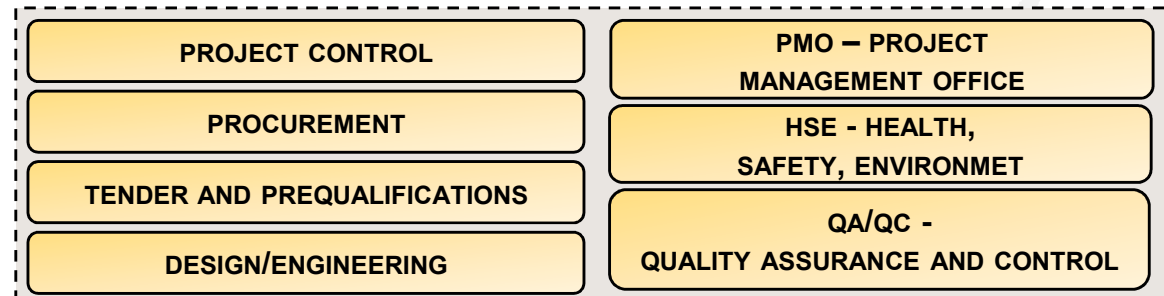 PROJECT CONTROL
PROCUREMENT
TENDER AND PREQUALIFICATIONS
DESIGN/ENGINEERING
PMO – PROJECT
MANAGEMENT OFFICE
HSE - HEALTH,
SAFETY, ENVIRONMET
QA/QC -
QUALITY ASSURANCE AND CONTROL